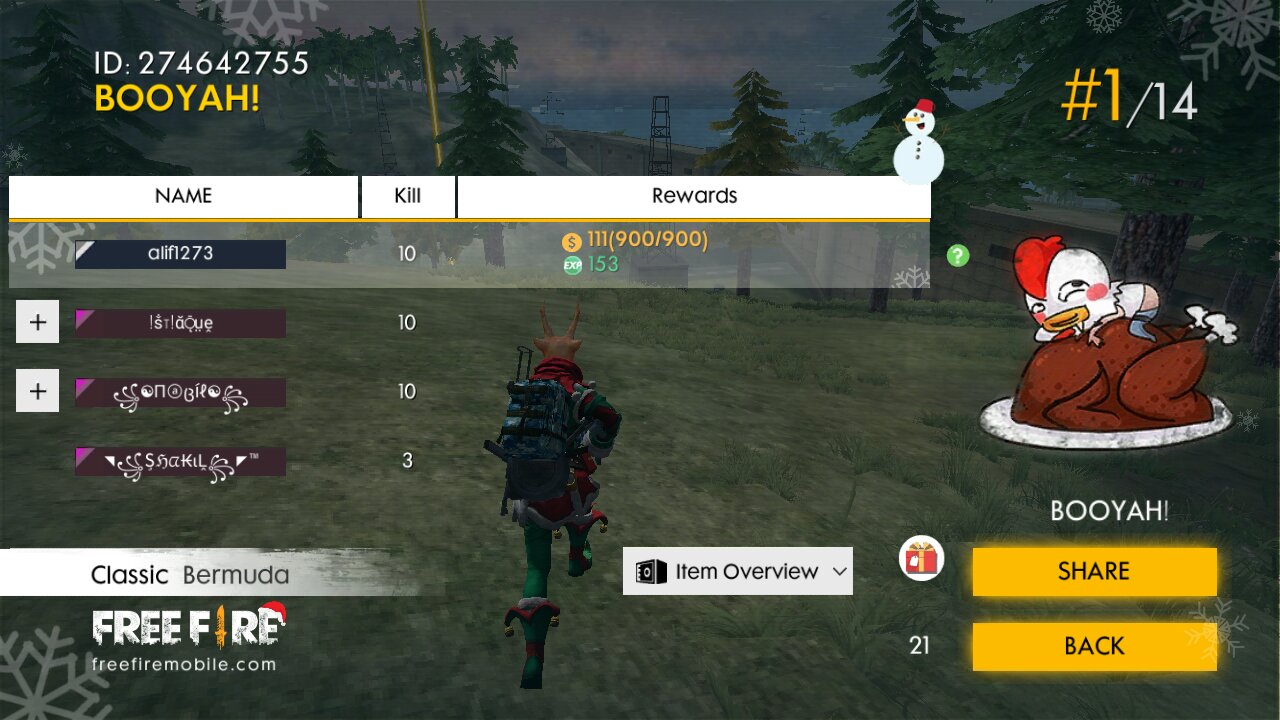 ID: 274642755
BOOYAH!
#1/14
NAME Kill Rewards
alif1273 10 $ 111(900/900)
EXP 153
?
+ 10
+ 10
3
BOOYAH!
Classic Bermuda
Item Overview
SHARE
FREE FIRE
freefiremobile.com
21
BACK